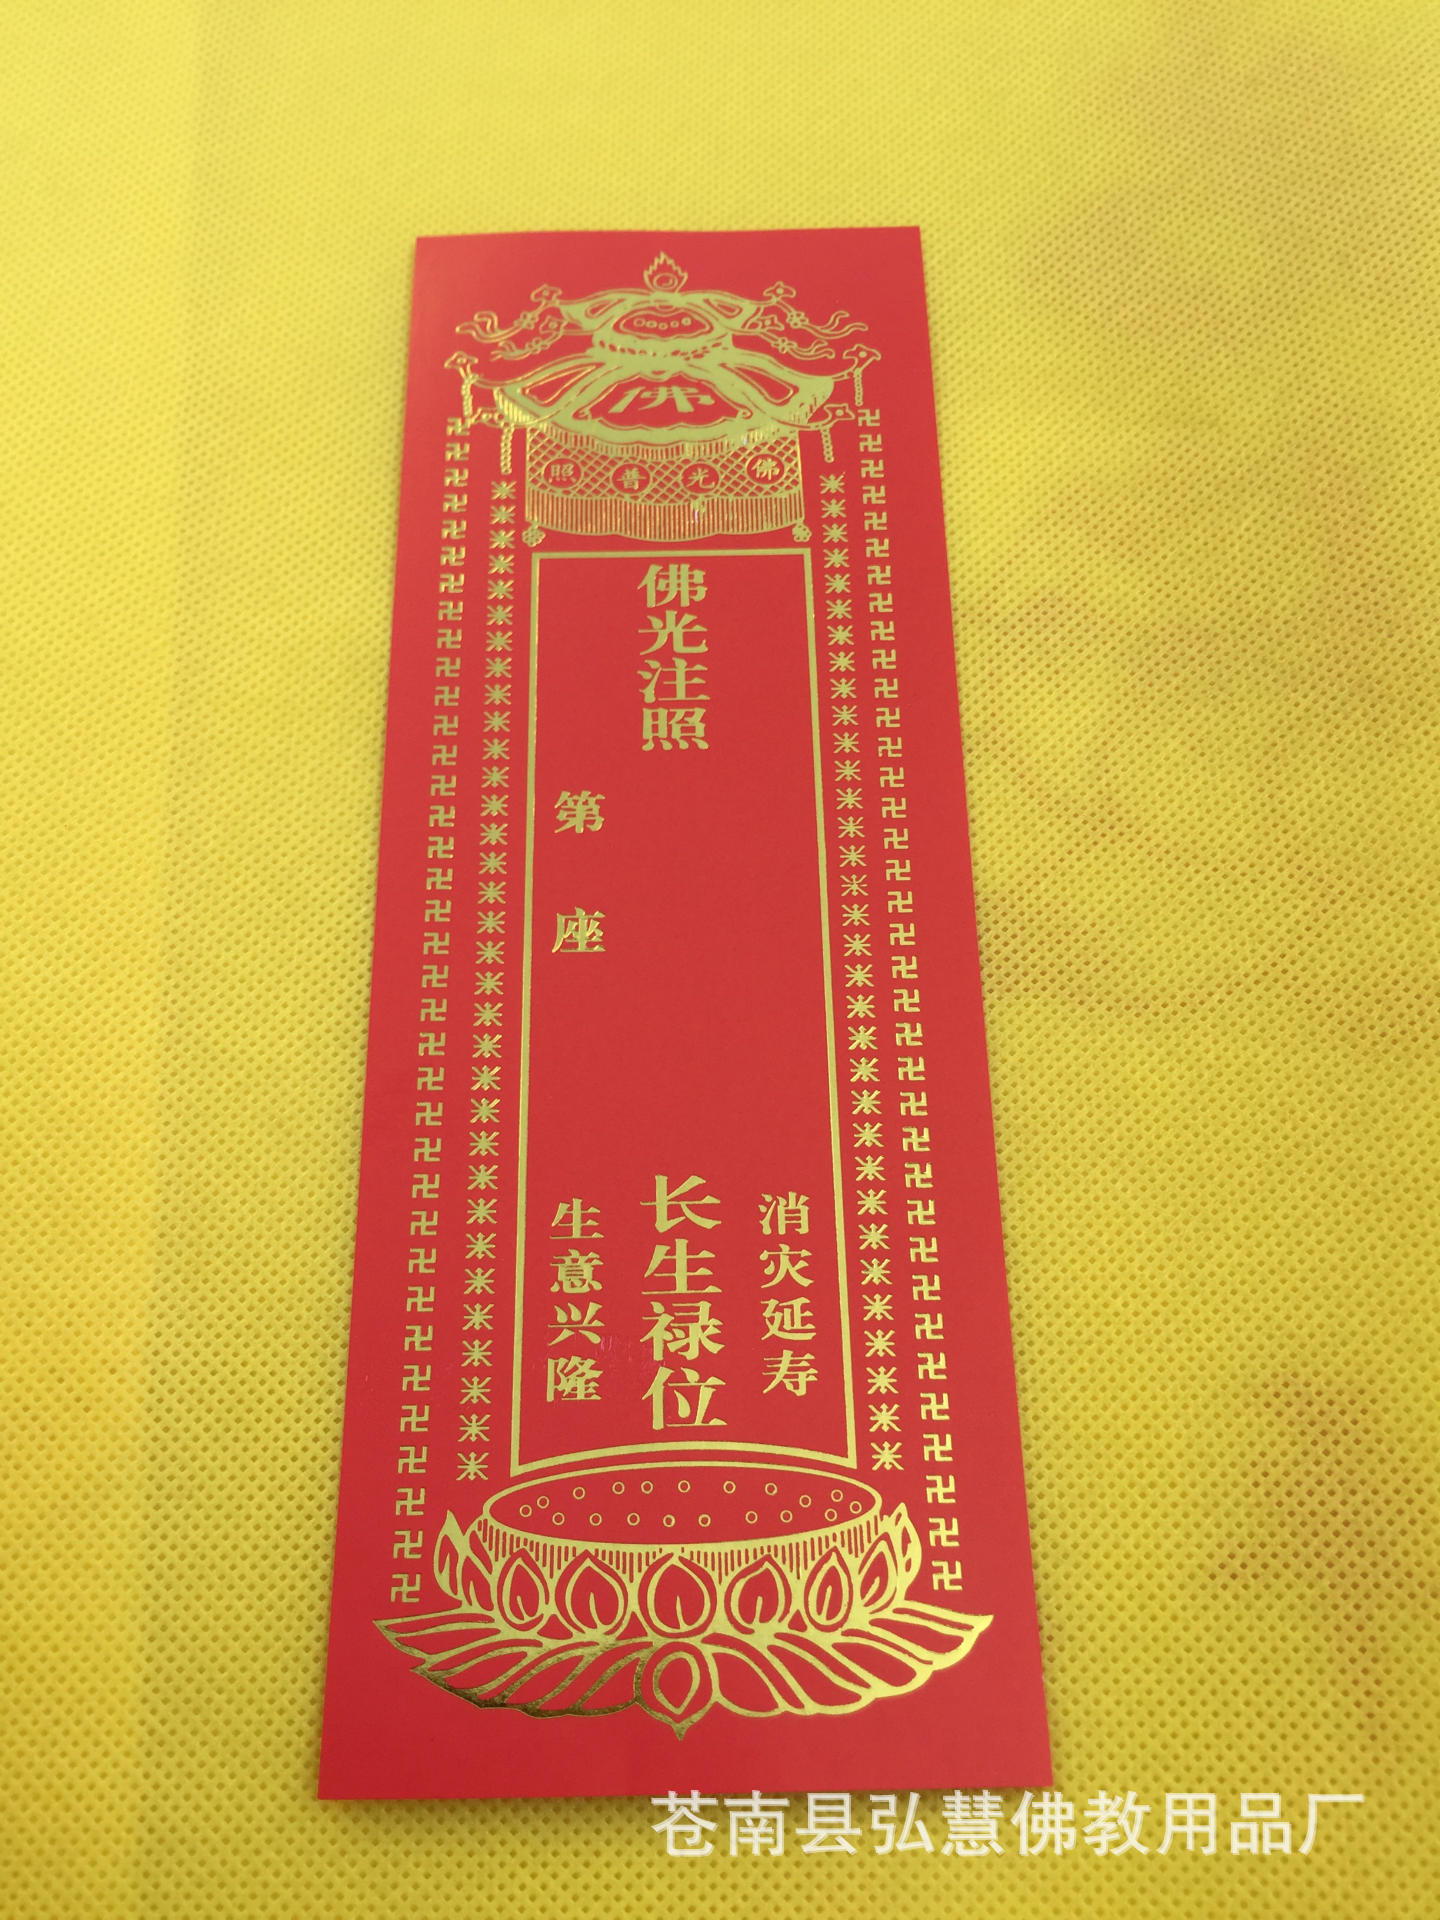 佛
佛光普照
佛光注照
长生禄位
消灾延寿
第 座
生意兴隆
苍南县弘慧佛教用品厂